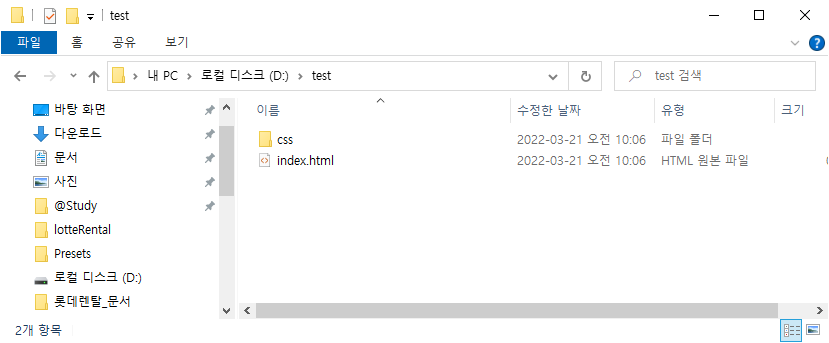 test
파일 홈 공유 보기
내 PC 로컬 디스크 (D:) test test 검색
이름 수정한 날짜 유형 크기
바탕 화면
다운로드
문서
사진
@Study
lotteRental
Presets
로컬 디스크 (D:)
롯데렌탈_문서
css 2022-03-21 오전 10:06 파일 폴더
index.html 2022-03-21 오전 10:06 HTML 원본 파일
2개 항목